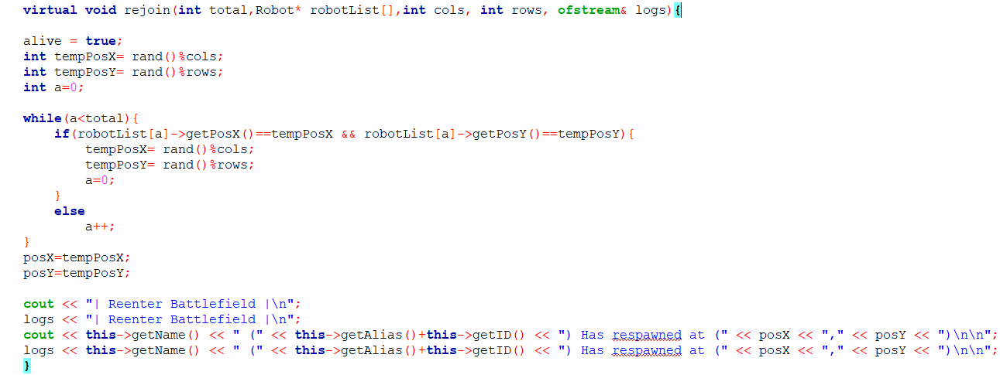 virtual void rejoin(int total,Robot* robotList[],int cols, int rows, ofstream& logs){
alive = true;
int tempPosX= rand()%cols;
int tempPosY= rand()%rows;
int a=0;
while(a<total){
if(robotList[a]->getPosX()==tempPosX && robotList[a]->getPosY()==tempPosY){
tempPosX= rand()%cols;
tempPosY= rand()%rows;
a=0;
}
else
a++;
}
posX=tempPosX;
posY=tempPosY;
cout << "| Reenter Battlefield |\n";
logs << "| Reenter Battlefield |\n";
cout << this->getName() << " (" << this->getAlias()+this->getID() << ") Has respawned at (" << posX << "," << posY << ")\n\n";
logs << this->getName() << " (" << this->getAlias()+this->getID() << ") Has respawned at (" << posX << "," << posY << ")\n\n";
}